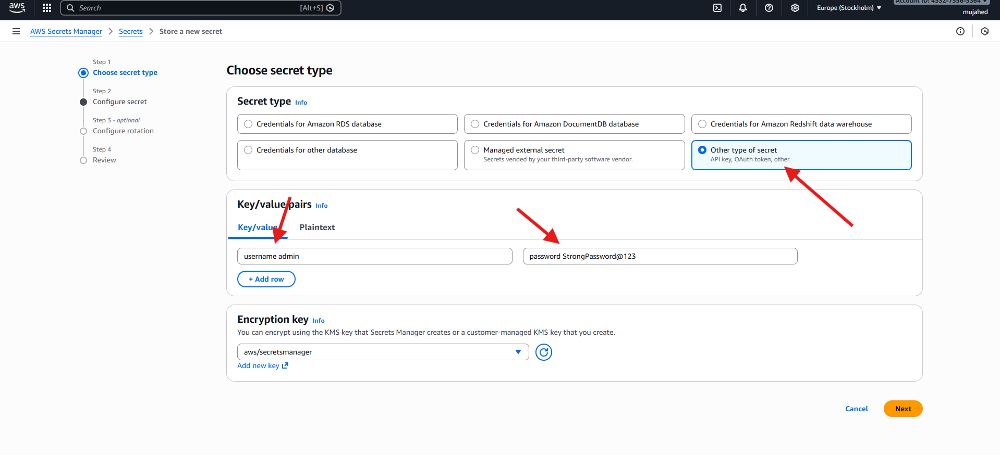 aws
Search [Alt+S]
Europe (Stockholm)
Account ID: 4532-7556-5364
mujahed
AWS Secrets Manager > Secrets > Store a new secret
Step 1
Choose secret type
Step 2
Configure secret
Step 3 - optional
Configure rotation
Step 4
Review
Choose secret type
Secret type Info
Credentials for Amazon RDS database
Credentials for Amazon DocumentDB database
Credentials for Amazon Redshift data warehouse
Credentials for other database
Managed external secret
Secrets vended by your third-party software vendor.
Other type of secret
API key, OAuth token, other.
Key/value pairs Info
Key/value
Plaintext
username admin
password StrongPassword@123
+ Add row
Encryption key Info
You can encrypt using the KMS key that Secrets Manager creates or a customer-managed KMS key that you create.
aws/secretsmanager
Add new key
Cancel
Next